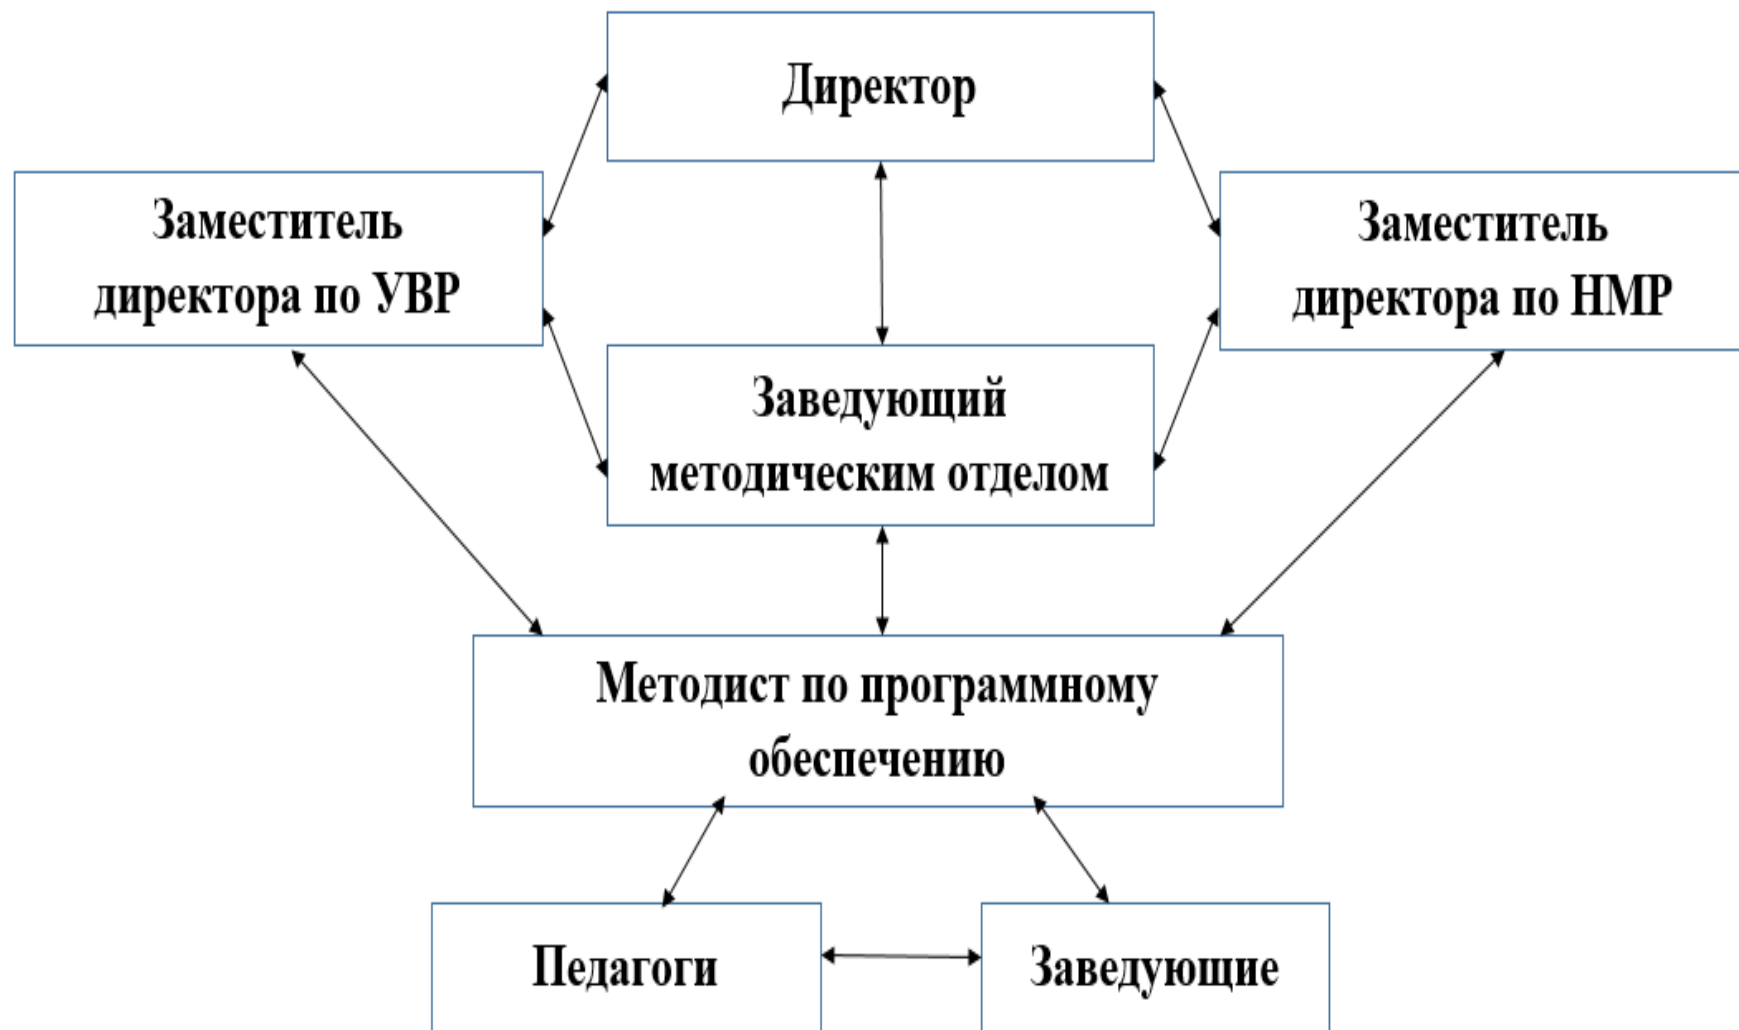 Директор
Заместитель
директора по УВР
Заместитель
директора по НМР
Заведующий
методическим отделом
Методист по программному
обеспечению
Педагоги
Заведующие